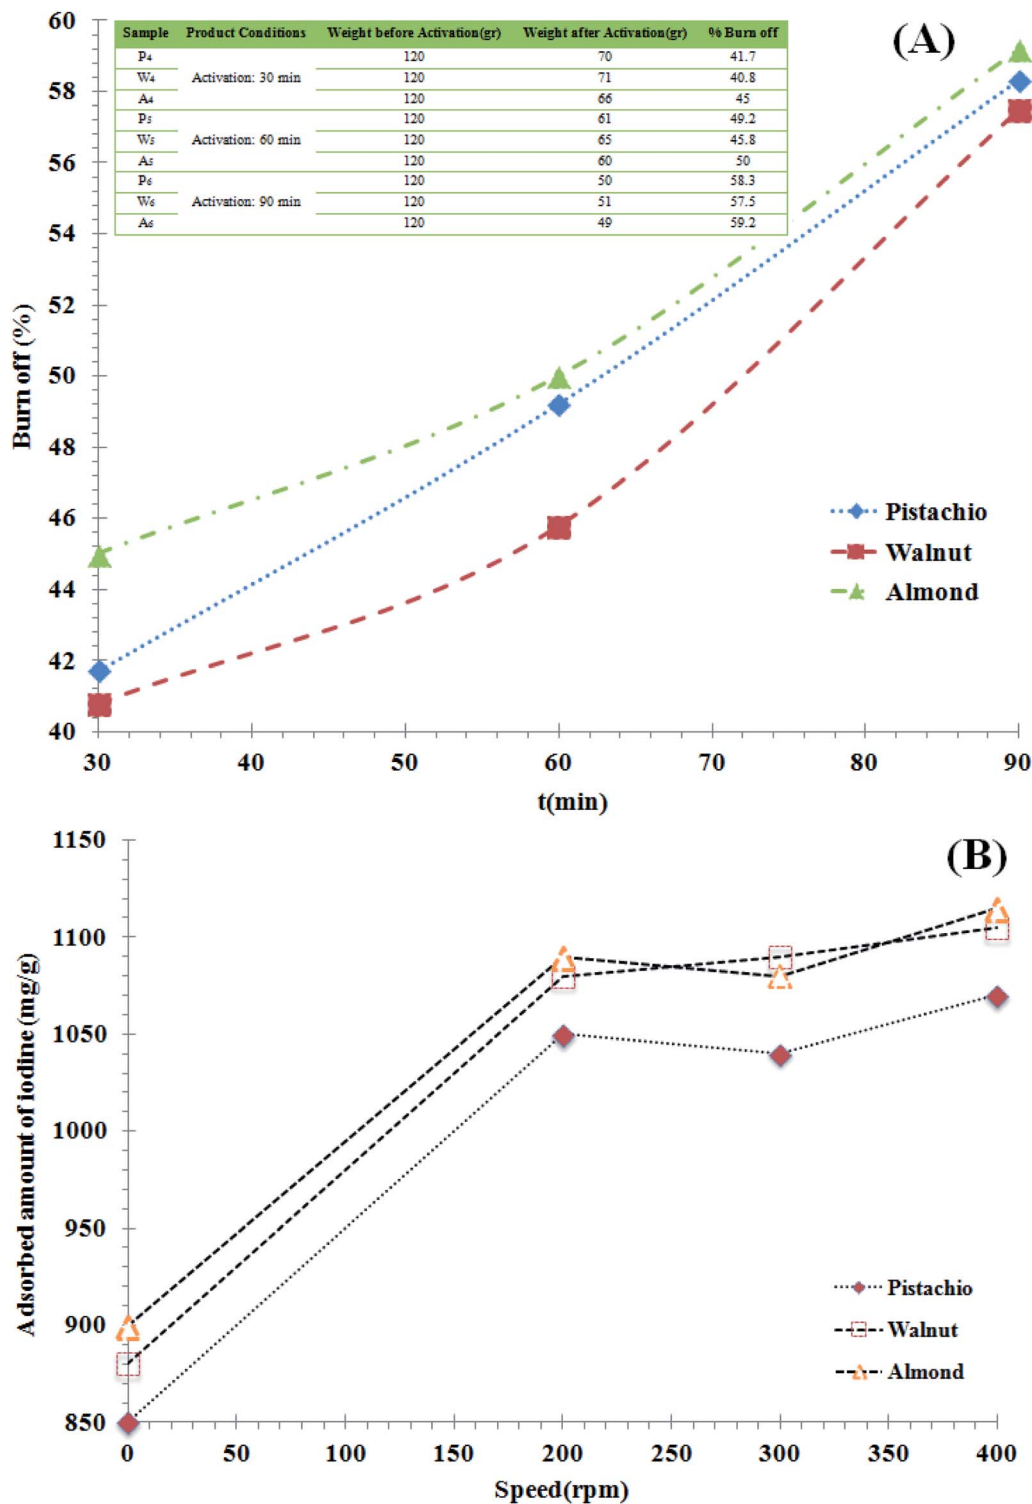 (A)
Sample Product Conditions Weight before Activation(gr) Weight after Activation(gr) % Burn off
P4 120 70 41.7
W4 Activation: 30 min 120 71 40.8
A4 120 66 45
P5 120 61 49.2
W5 Activation: 60 min 120 65 45.8
A5 120 60 50
P6 120 50 58.3
W6 Activation: 90 min 120 51 57.5
A6 120 49 59.2
60
58
56
54
52
50
48
46
44
42
40
Burn off (%)
Pistachio
Walnut
Almond
30 40 50 60 70 80 90
t(min)
(B)
1150
1100
1050
1000
950
900
850
Adsorbed amount of iodine (mg/g)
Pistachio
Walnut
Almond
0 50 100 150 200 250 300 350 400
Speed(rpm)